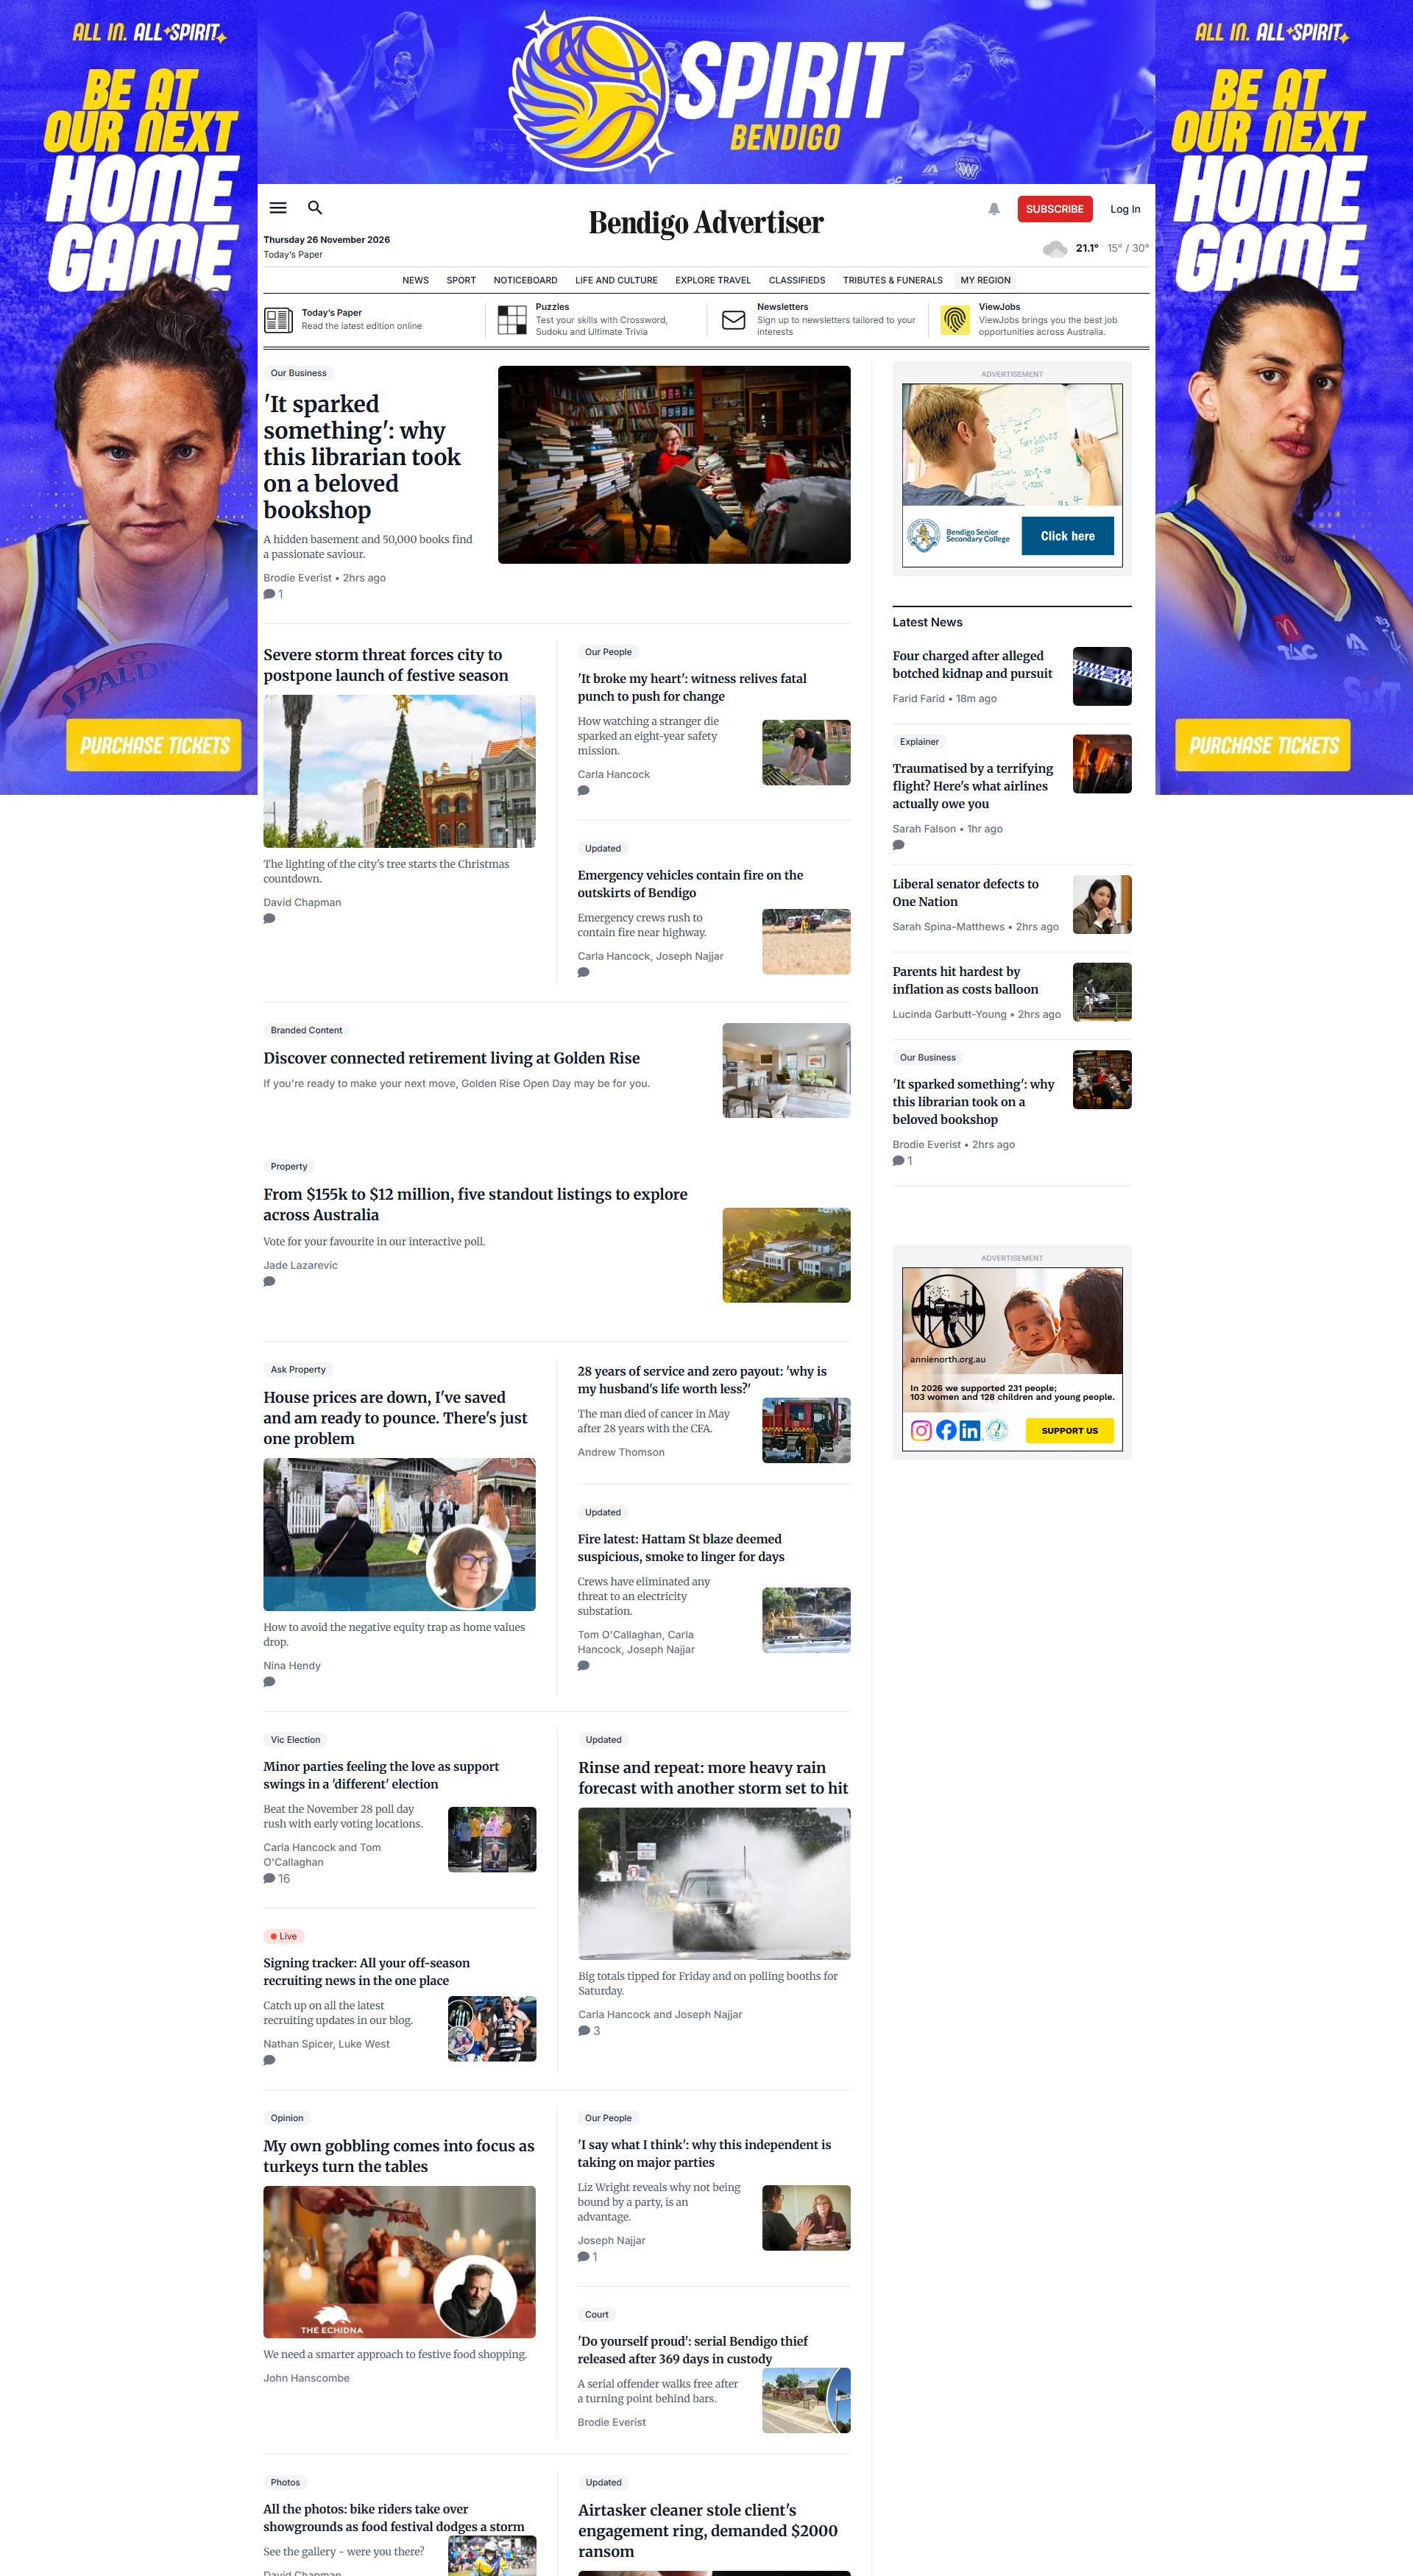 ALL IN. ALL SPIRIT
BE AT
OUR NEXT
HOME
GAME
SPALDING
PURCHASE TICKETS
SPIRIT
BENDIGO
ALL IN. ALL SPIRIT
BE AT
OUR NEXT
HOME
GAME
PURCHASE TICKETS
SUBSCRIBE
Log In
Bendigo Advertiser
Thursday 26 November 2026
Today's Paper
21.1° 15° / 30°
NEWS SPORT NOTICEBOARD LIFE AND CULTURE EXPLORE TRAVEL CLASSIFIEDS TRIBUTES & FUNERALS MY REGION
Today's Paper
Read the latest edition online
Puzzles
Test your skills with Crossword,
Sudoku and Ultimate Trivia
Newsletters
Sign up to newsletters tailored to your
interests
ViewJobs
ViewJobs brings you the best job
opportunities across Australia.
Our Business
'It sparked
something': why
this librarian took
on a beloved
bookshop
A hidden basement and 50,000 books find
a passionate saviour.
Brodie Everist • 2hrs ago
1
Severe storm threat forces city to
postpone launch of festive season
The lighting of the city's tree starts the Christmas
countdown.
David Chapman
Our People
'It broke my heart': witness relives fatal
punch to push for change
How watching a stranger die
sparked an eight-year safety
mission.
Carla Hancock
Updated
Emergency vehicles contain fire on the
outskirts of Bendigo
Emergency crews rush to
contain fire near highway.
Carla Hancock, Joseph Najjar
Branded Content
Discover connected retirement living at Golden Rise
If you're ready to make your next move, Golden Rise Open Day may be for you.
Property
From $155k to $12 million, five standout listings to explore
across Australia
Vote for your favourite in our interactive poll.
Jade Lazarevic
Ask Property
House prices are down, I've saved
and am ready to pounce. There's just
one problem
How to avoid the negative equity trap as home values
drop.
Nina Hendy
28 years of service and zero payout: 'why is
my husband's life worth less?'
The man died of cancer in May
after 28 years with the CFA.
Andrew Thomson
Updated
Fire latest: Hattam St blaze deemed
suspicious, smoke to linger for days
Crews have eliminated any
threat to an electricity
substation.
Tom O'Callaghan, Carla
Hancock, Joseph Najjar
Vic Election
Minor parties feeling the love as support
swings in a 'different' election
Beat the November 28 poll day
rush with early voting locations.
Carla Hancock and Tom
O'Callaghan
16
Live
Signing tracker: All your off-season
recruiting news in the one place
Catch up on all the latest
recruiting updates in our blog.
Nathan Spicer, Luke West
Updated
Rinse and repeat: more heavy rain
forecast with another storm set to hit
Big totals tipped for Friday and on polling booths for
Saturday.
Carla Hancock and Joseph Najjar
3
Opinion
My own gobbling comes into focus as
turkeys turn the tables
THE ECHIDNA
We need a smarter approach to festive food shopping.
John Hanscombe
Our People
'I say what I think': why this independent is
taking on major parties
Liz Wright reveals why not being
bound by a party, is an
advantage.
Joseph Najjar
1
Court
'Do yourself proud': serial Bendigo thief
released after 369 days in custody
A serial offender walks free after
a turning point behind bars.
Brodie Everist
Photos
All the photos: bike riders take over
showgrounds as food festival dodges a storm
See the gallery - were you there?
David Chapman
Updated
Airtasker cleaner stole client's
engagement ring, demanded $2000
ransom
ADVERTISEMENT
Bendigo Senior
Secondary College
Click here
Latest News
Four charged after alleged
botched kidnap and pursuit
Farid Farid • 18m ago
Explainer
Traumatised by a terrifying
flight? Here's what airlines
actually owe you
Sarah Falson • 1hr ago
Liberal senator defects to
One Nation
Sarah Spina-Matthews • 2hrs ago
Parents hit hardest by
inflation as costs balloon
Lucinda Garbutt-Young • 2hrs ago
Our Business
'It sparked something': why
this librarian took on a
beloved bookshop
Brodie Everist • 2hrs ago
1
ADVERTISEMENT
annienorth.org.au
In 2026 we supported 231 people;
103 women and 128 children and young people.
SUPPORT US